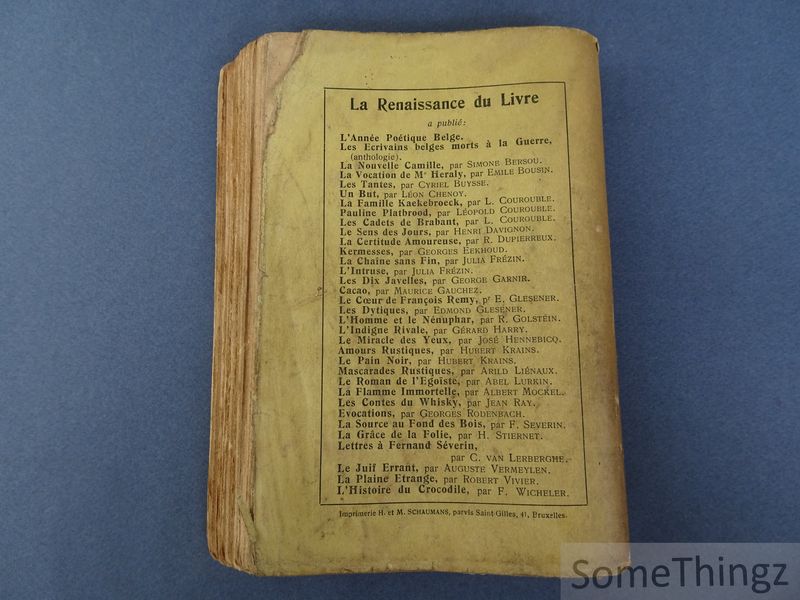 La Renaissance du Livre
a publié:
L'Année Poétique Belge.
Les Ecrivains belges morts à la Guerre,
(anthologie).
La Nouvelle Camille, par SIMONE BERSOU.
La Vocation de Mr Heraly, par EMILE BOUSIN.
Les Tantes, par CYRIEL BUYSSE.
Un But, par LÉON CHENOY.
La Famille Kaekebroeck, par L. COUROUBLE.
Pauline Platbrood, par LÉOPOLD COUROUBLE.
Les Cadets de Brabant, par L. COUROUBLE.
Le Sens des Jours, par HENRI DAVIGNON.
La Certitude Amoureuse, par R. DUPIERREUX.
Kermesses, par GEORGES EEKHOUD.
La Chaîne sans Fin, par JULIA FRÉZIN.
L'Intruse, par JULIA FRÉZIN.
Les Dix Javelles, par GEORGE GARNIR.
Cacao, par MAURICE GAUCHEZ.
Le Cœur de François Remy, pr E. GLESENER.
Les Dytiques, par EDMOND GLESENER.
L'Homme et le Nénuphar, par R. GOLSTÉIN.
L'Indigne Rivale, par GÉRARD HARRY.
Le Miracle des Yeux, par JOSÉ HENNEBICQ.
Amours Rustiques, par HUBERT KRAINS.
Le Pain Noir, par HUBERT KRAINS.
Mascarades Rustiques, par ARILD LIÉNAUX.
Le Roman de l'Egoïste, par ABEL LURKIN.
La Flamme Immortelle, par ALBERT MOCKEL.
Les Contes du Whisky, par JEAN RAY.
Evocations, par GEORGES RODENBACH.
La Source au Fond des Bois, par F. SEVERIN.
La Grâce de la Folie, par H. STIERNET.
Lettres à Fernand Séverin,
par C. VAN LERBERGHE.
Le Juif Errant, par AUGUSTE VERMEYLEN.
La Plaine Etrange, par ROBERT VIVIER.
L'Histoire du Crocodile, par F. WICHELER.
Imprimerie H. et M. SCHAUMANS, parvis Saint-Gilles, 41, Bruxelles.
SomeThingz